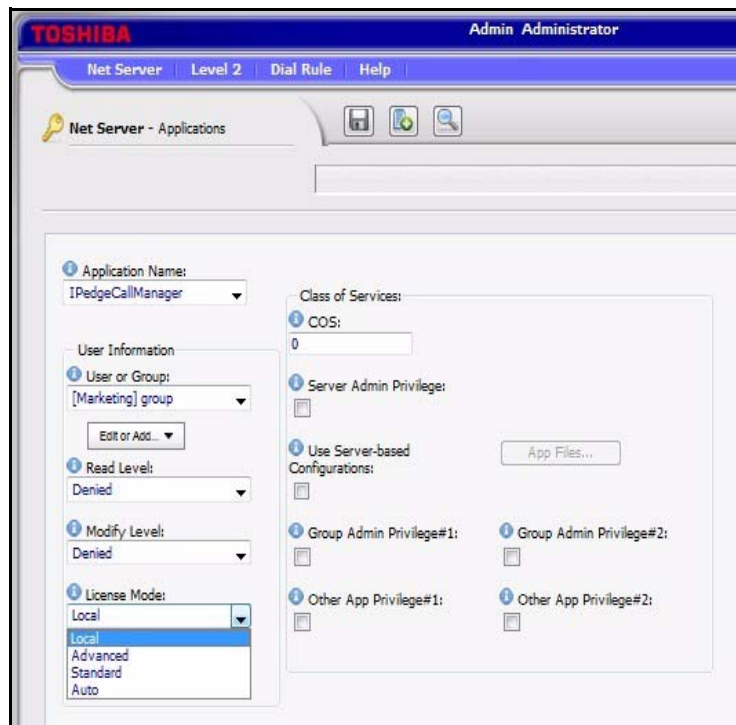 TOSHIBA
Admin Administrator
Net Server
Level 2
Dial Rule
Help
Net Server - Applications
Application Name:
IPedgeCallManager
User Information
User or Group:
[Marketing] group
Edit or Add...
Read Level:
Denied
Modify Level:
Denied
License Mode:
Local
Local
Advanced
Standard
Auto
Class of Services:
COS:
0
Server Admin Privilege:
Use Server-based
Configurations:
App Files...
Group Admin Privilege#1:
Group Admin Privilege#2:
Other App Privilege#1:
Other App Privilege#2: